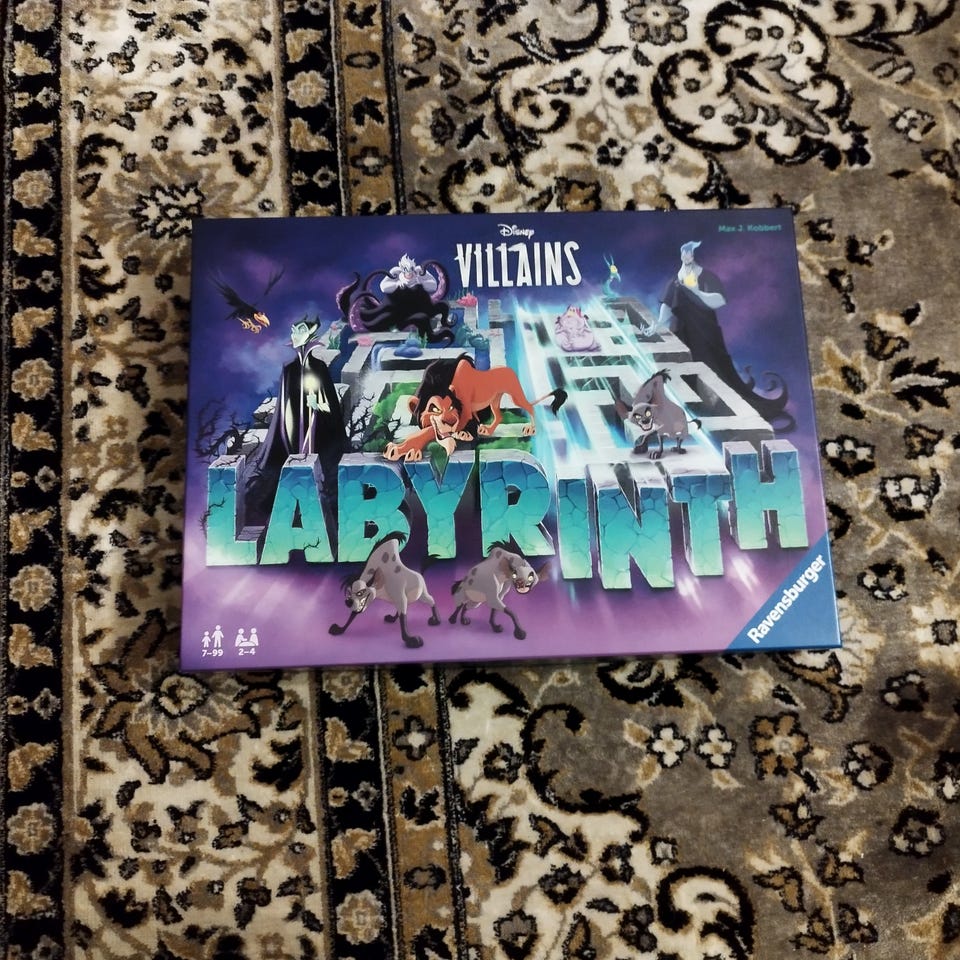 Disney
VILLAINS
Max J. Kobbert
LABYRINTH
Ravensburger
7-99 2-4